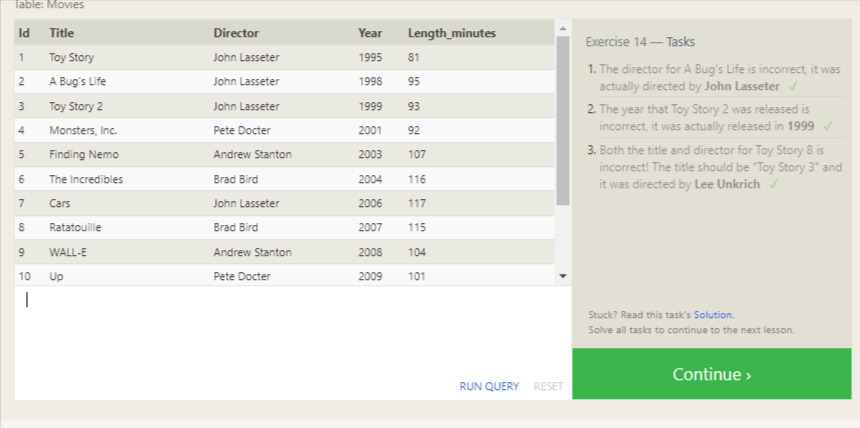 Table: Movies
Id Title Director Year Length_minutes
1 Toy Story John Lasseter 1995 81
2 A Bug's Life John Lasseter 1998 95
3 Toy Story 2 John Lasseter 1999 93
4 Monsters, Inc. Pete Docter 2001 92
5 Finding Nemo Andrew Stanton 2003 107
6 The Incredibles Brad Bird 2004 116
7 Cars John Lasseter 2006 117
8 Ratatouille Brad Bird 2007 115
9 WALL-E Andrew Stanton 2008 104
10 Up Pete Docter 2009 101
RUN QUERY RESET
Exercise 14 — Tasks
1. The director for A Bug's Life is incorrect, it was
actually directed by John Lasseter ✓
2. The year that Toy Story 2 was released is
incorrect, it was actually released in 1999 ✓
3. Both the title and director for Toy Story 8 is
incorrect! The title should be "Toy Story 3" and
it was directed by Lee Unkrich ✓
Stuck? Read this task's Solution.
Solve all tasks to continue to the next lesson.
Continue ›